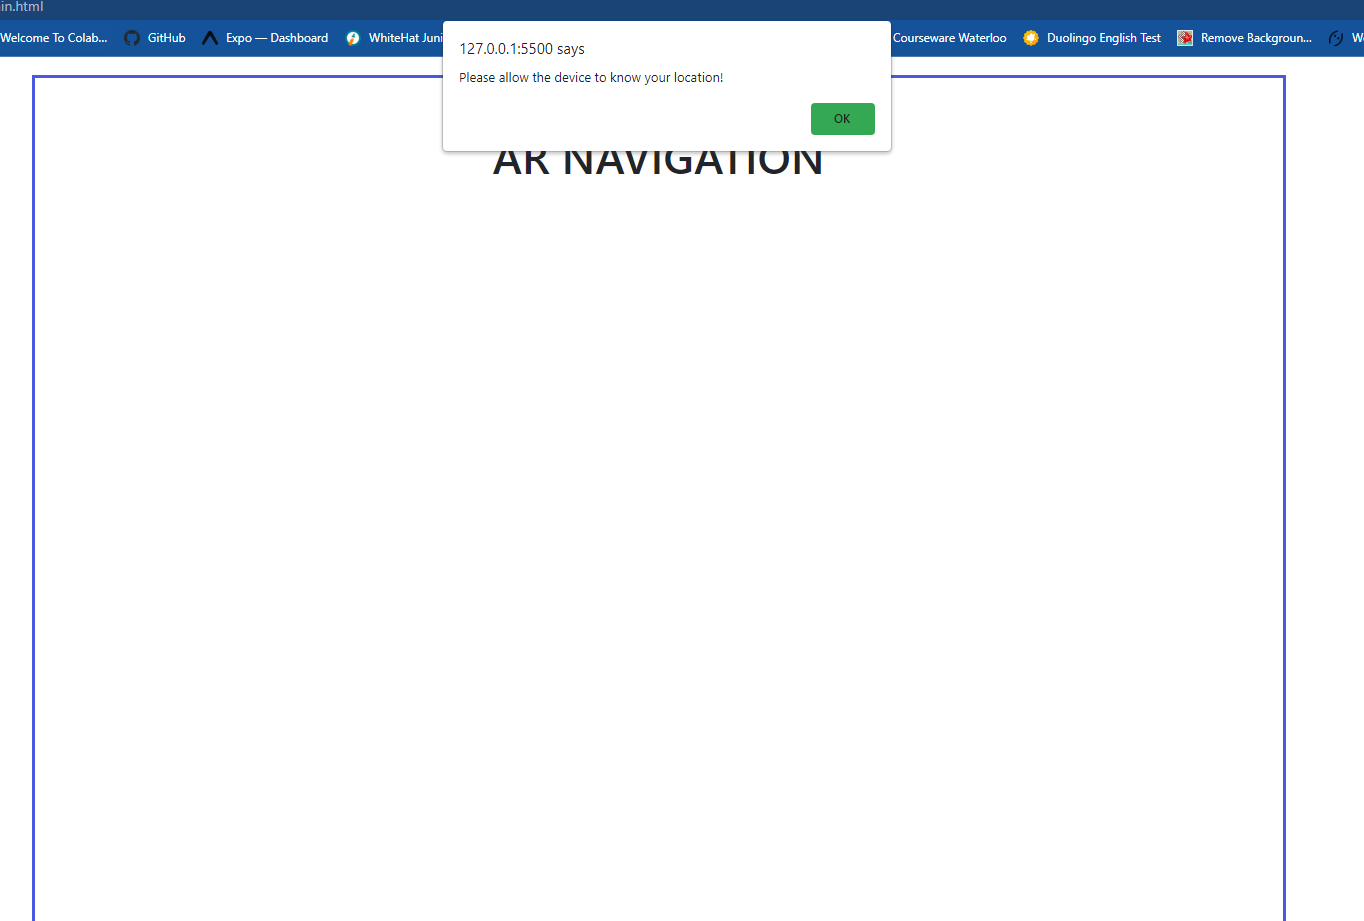 in.html
Welcome To Colab... GitHub Expo — Dashboard WhiteHat Juni Courseware Waterloo Duolingo English Test Remove Backgroun...
127.0.0.1:5500 says
Please allow the device to know your location!
OK
AR NAVIGATION